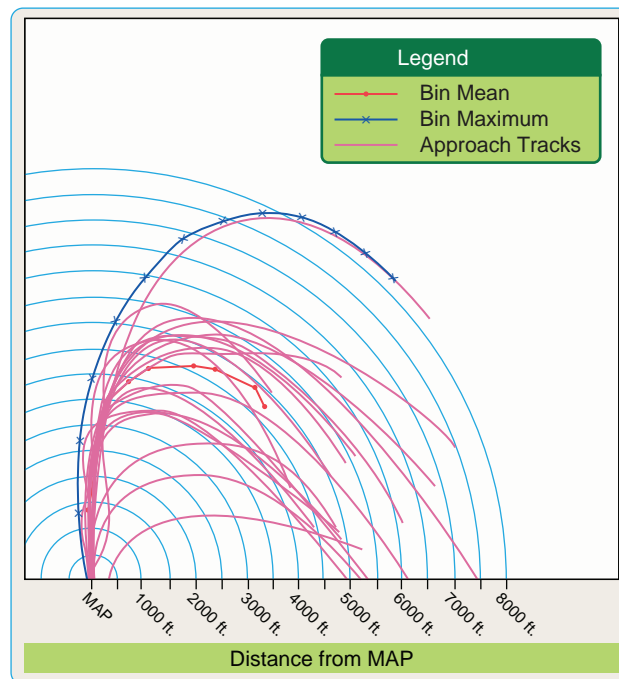 Legend
Bin Mean
Bin Maximum
Approach Tracks
MAP
1000 ft.
2000 ft.
3000 ft.
4000 ft.
5000 ft.
6000 ft.
7000 ft.
8000 ft.
Distance from MAP